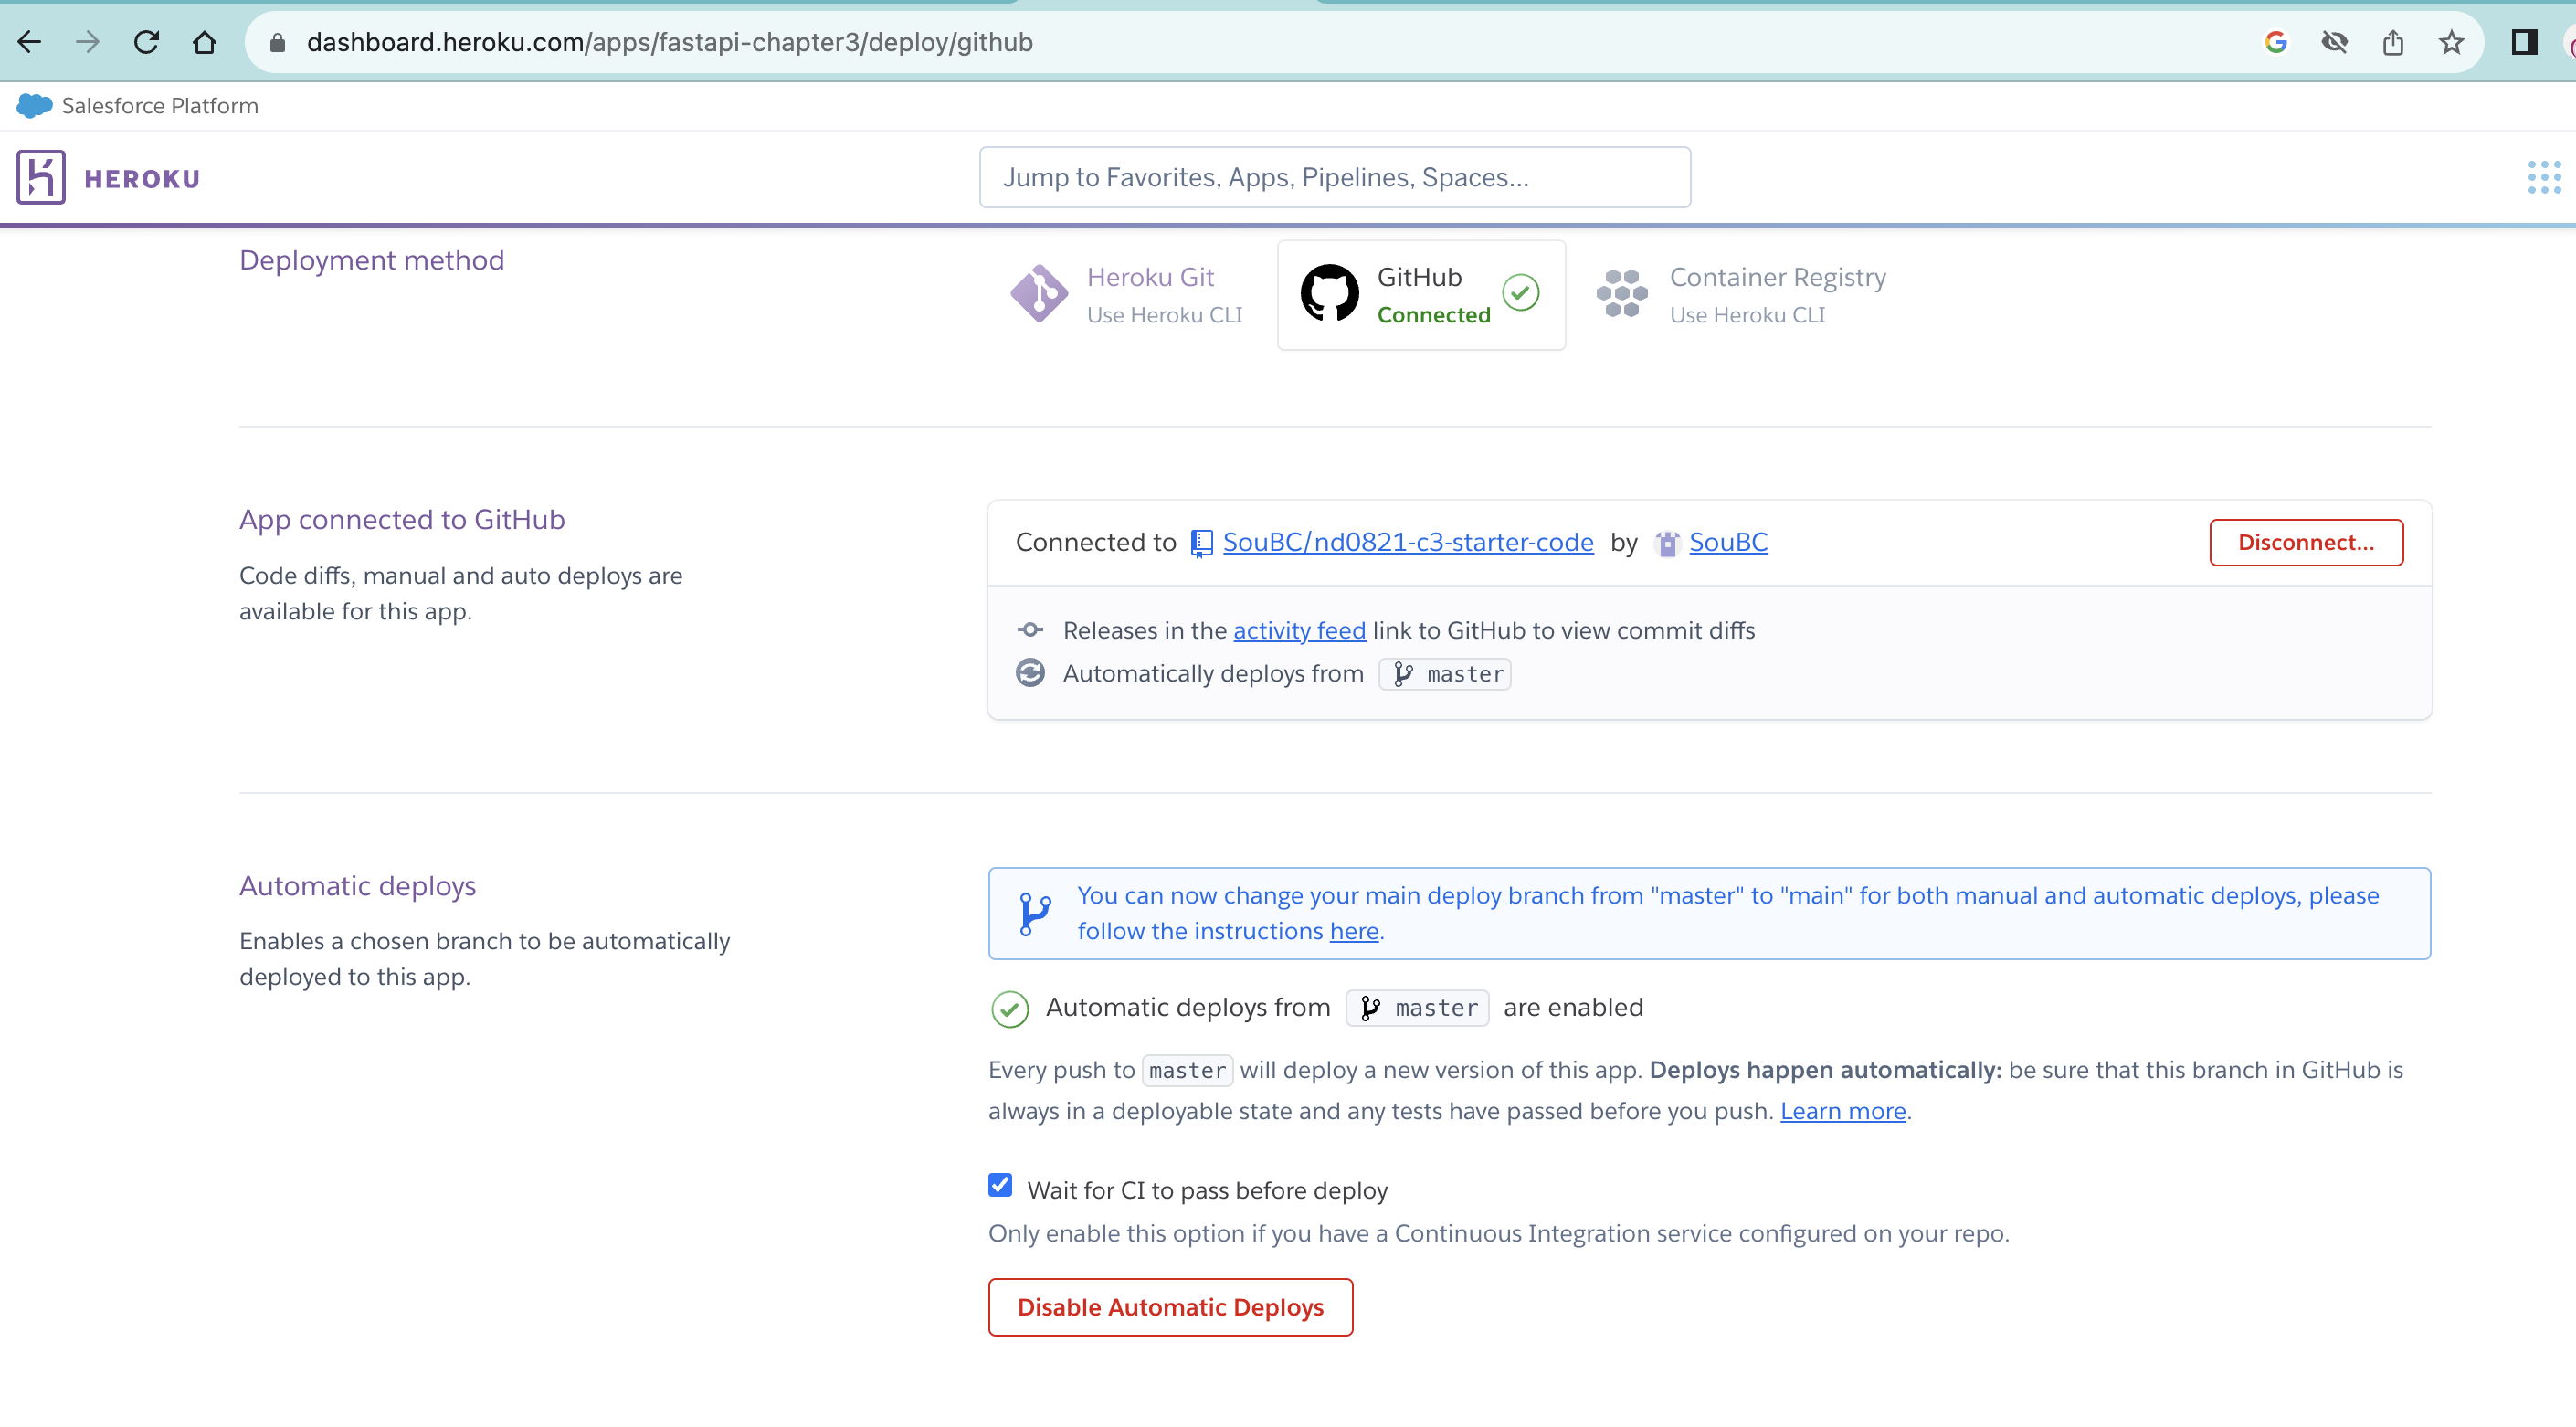 dashboard.heroku.com/apps/fastapi-chapter3/deploy/github
Salesforce Platform
HEROKU
Jump to Favorites, Apps, Pipelines, Spaces...
Deployment method
Heroku Git
Use Heroku CLI
GitHub
Connected
Container Registry
Use Heroku CLI
App connected to GitHub
Code diffs, manual and auto deploys are
available for this app.
Connected to SouBC/nd0821-c3-starter-code by SouBC
Disconnect...
Releases in the activity feed link to GitHub to view commit diffs
Automatically deploys from master
Automatic deploys
Enables a chosen branch to be automatically
deployed to this app.
You can now change your main deploy branch from "master" to "main" for both manual and automatic deploys, please
follow the instructions here.
Automatic deploys from master are enabled
Every push to master will deploy a new version of this app. Deploys happen automatically: be sure that this branch in GitHub is
always in a deployable state and any tests have passed before you push. Learn more.
Wait for CI to pass before deploy
Only enable this option if you have a Continuous Integration service configured on your repo.
Disable Automatic Deploys